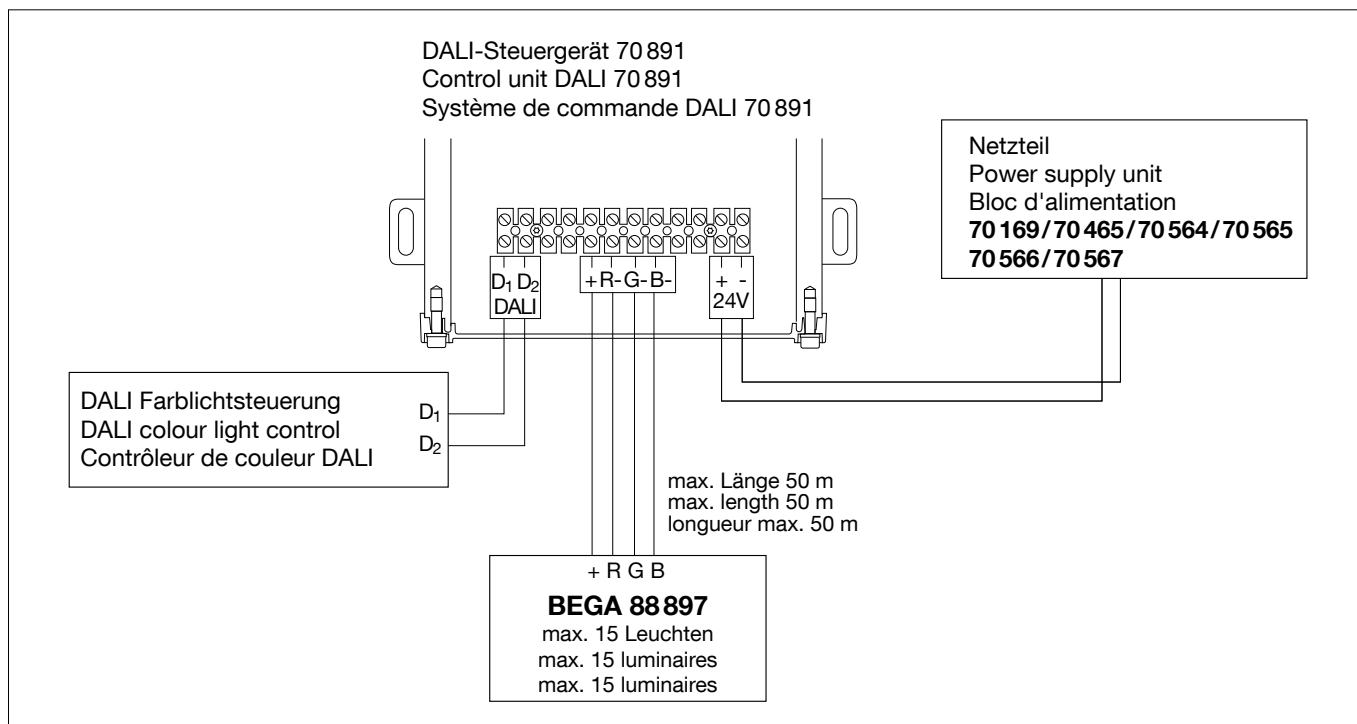 DALI-Steuergerät 70 891
Control unit DALI 70 891
Système de commande DALI 70 891
Netzteil
Power supply unit
Bloc d'alimentation
70 169 / 70 465 / 70 564 / 70 565
70 566 / 70 567
D1 D2
DALI
+ R- G- B-
+ -
24V
DALI Farblichtsteuerung
DALI colour light control
Contrôleur de couleur DALI
D1
D2
max. Länge 50 m
max. length 50 m
longueur max. 50 m
+ R G B
BEGA 88 897
max. 15 Leuchten
max. 15 luminaires
max. 15 luminaires